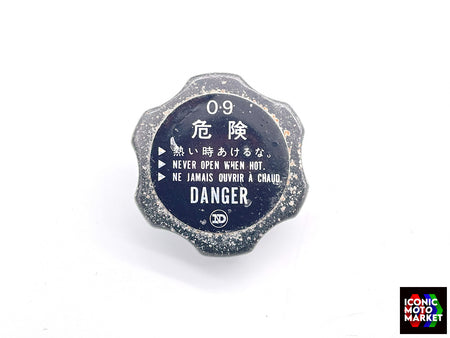 0·9
危険
▶ 熱い時あけるな。
▶ NEVER OPEN WHEN HOT.
▶ NE JAMAIS OUVRIR À CHAUD.
DANGER
ND
ICONIC
MOTO
MARKET